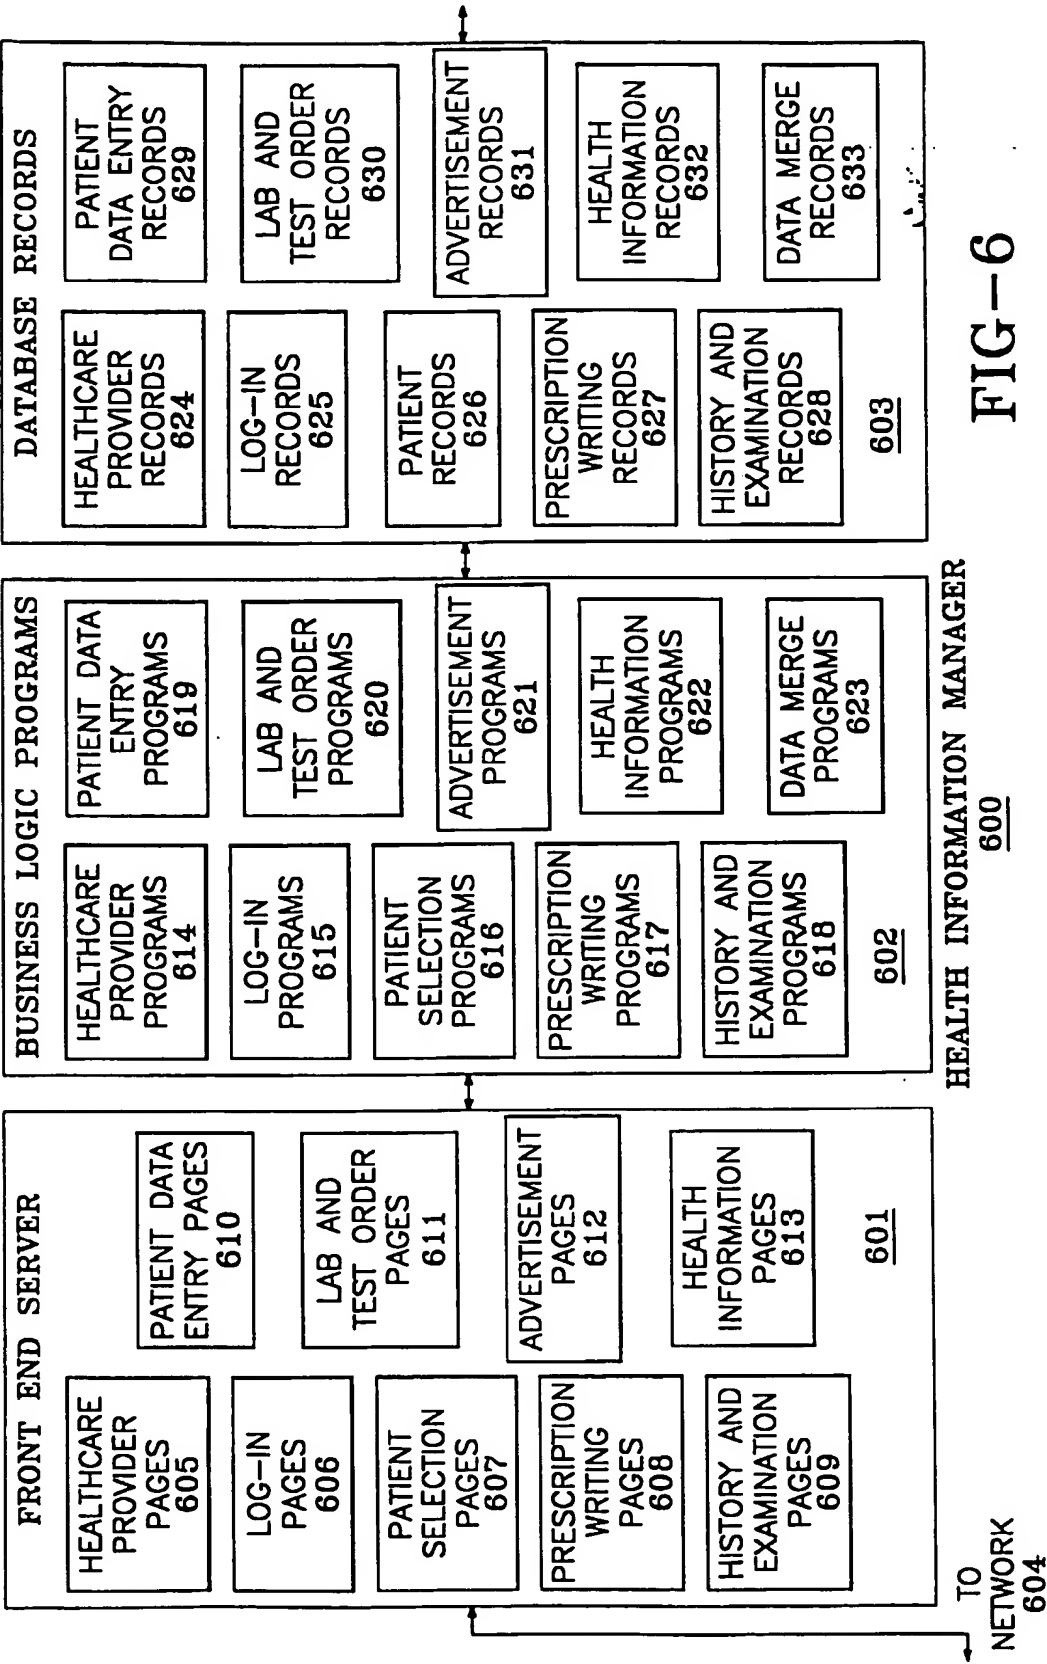 FRONT END SERVER
HEALTHCARE
PROVIDER
PAGES
605
LOG-IN
PAGES
606
PATIENT
SELECTION
PAGES
607
PRESCRIPTION
WRITING
PAGES
608
HISTORY AND
EXAMINATION
PAGES
609
PATIENT DATA
ENTRY PAGES
610
LAB AND
TEST ORDER
PAGES
611
ADVERTISEMENT
PAGES
612
HEALTH
INFORMATION
PAGES
613
601
TO
NETWORK
604
BUSINESS LOGIC PROGRAMS
HEALTHCARE
PROVIDER
PROGRAMS
614
LOG-IN
PROGRAMS
615
PATIENT
SELECTION
PROGRAMS
616
PRESCRIPTION
WRITING
PROGRAMS
617
HISTORY AND
EXAMINATION
PROGRAMS
618
PATIENT DATA
ENTRY
PROGRAMS
619
LAB AND
TEST ORDER
PROGRAMS
620
ADVERTISEMENT
PROGRAMS
621
HEALTH
INFORMATION
PROGRAMS
622
DATA MERGE
PROGRAMS
623
602
DATABASE RECORDS
HEALTHCARE
PROVIDER
RECORDS
624
LOG-IN
RECORDS
625
PATIENT
RECORDS
626
PRESCRIPTION
WRITING
RECORDS
627
HISTORY AND
EXAMINATION
RECORDS
628
PATIENT
DATA ENTRY
RECORDS
629
LAB AND
TEST ORDER
RECORDS
630
ADVERTISEMENT
RECORDS
631
HEALTH
INFORMATION
RECORDS
632
DATA MERGE
RECORDS
633
603
HEALTH INFORMATION MANAGER
600
FIG-6